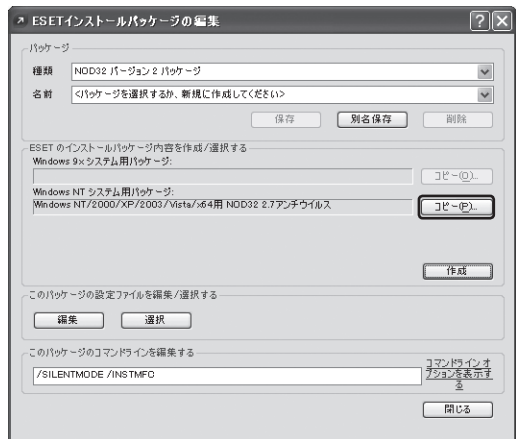 ESETインストールパッケージの編集
パッケージ
種類
NOD32 バージョン 2 パッケージ
名前
<パッケージを選択するか、新規に作成してください>
保存
別名保存
削除
ESET のインストールパッケージ内容を作成/選択する
Windows 9x システム用パッケージ:
コピー(O)...
Windows NT システム用パッケージ:
Windows NT/2000/XP/2003/Vista/x64用 NOD32 2.7アンチウイルス
コピー(P)...
作成
このパッケージの設定ファイルを編集/選択する
編集
選択
このパッケージのコマンドラインを編集する
/SILENTMODE /INSTMFC
コマンドライン オ
プションを表示す
る
閉じる